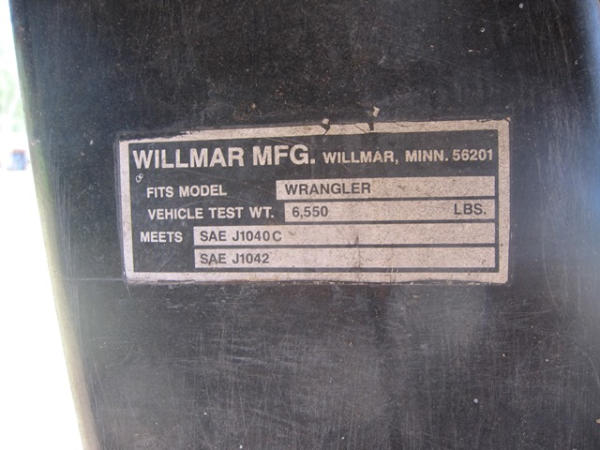 WILLMAR MFG. WILLMAR, MINN. 56201
FITS MODEL WRANGLER
VEHICLE TEST WT. 6,550 LBS.
MEETS SAE J1040C
SAE J1042